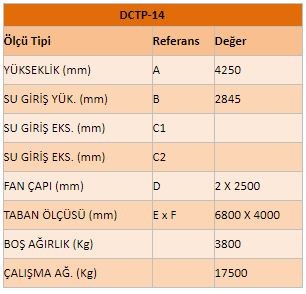 DCTP-14
Ölçü Tipi Referans Değer
YÜKSEKLİK (mm) A 4250
SU GİRİŞ YÜK. (mm) B 2845
SU GİRİŞ EKS. (mm) C1
SU GİRİŞ EKS. (mm) C2
FAN ÇAPI (mm) D 2 X 2500
TABAN ÖLÇÜSÜ (mm) E x F 6800 X 4000
BOŞ AĞIRLIK (Kg) 3800
ÇALIŞMA AĞ. (Kg) 17500